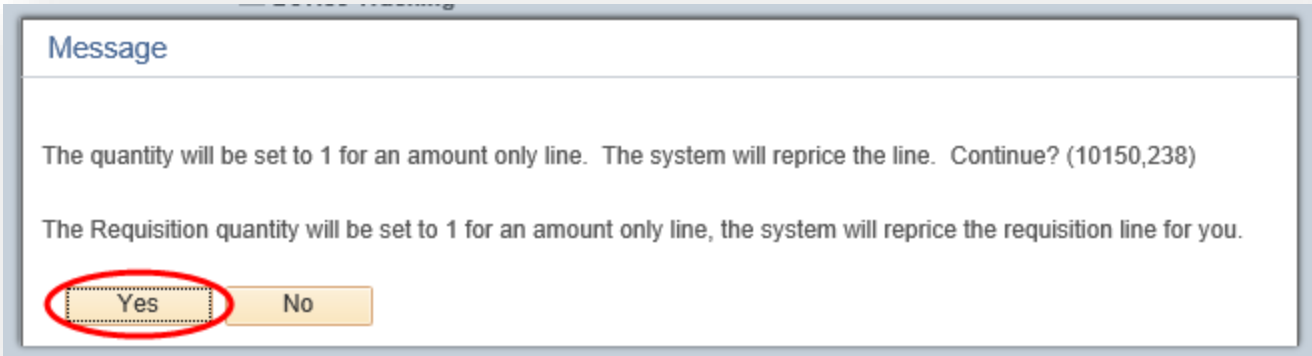 Message
The quantity will be set to 1 for an amount only line.  The system will reprice the line.  Continue? (10150,238)
The Requisition quantity will be set to 1 for an amount only line, the system will reprice the requisition line for you.
Yes No